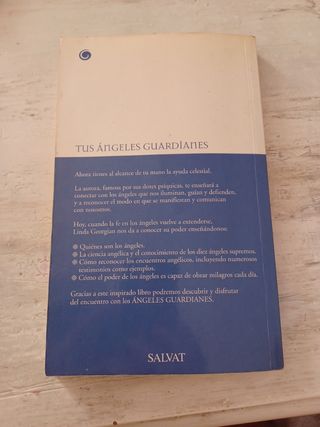 TUS ÁNGELES GUARDIANES
Ahora tienes al alcance de tu mano la ayuda celestial.
La autora, famosa por sus dotes psíquicas, te enseñará a
conectar con los ángeles que nos iluminan, guían y defienden,
y a reconocer el modo en que se manifiestan y comunican
con nosotros.
Hoy, cuando la fe en los ángeles vuelve a extenderse,
Linda Georgian nos da a conocer su poder enseñándonos:
Quiénes son los ángeles.
La ciencia angélica y el conocimiento de los diez ángeles supremos.
Cómo reconocer los encuentros angélicos, incluyendo numerosos
testimonios como ejemplos.
Cómo el poder de los ángeles es capaz de obrar milagros cada día.
Gracias a este inspirado libro podremos descubrir y disfrutar
del encuentro con los ÁNGELES GUARDIANES.
SALVAT